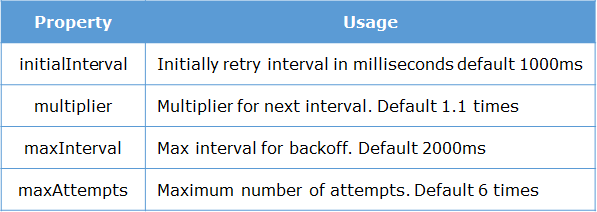 Property Usage
initialInterval Initially retry interval in milliseconds default 1000ms
multiplier Multiplier for next interval. Default 1.1 times
maxInterval Max interval for backoff. Default 2000ms
maxAttempts Maximum number of attempts. Default 6 times